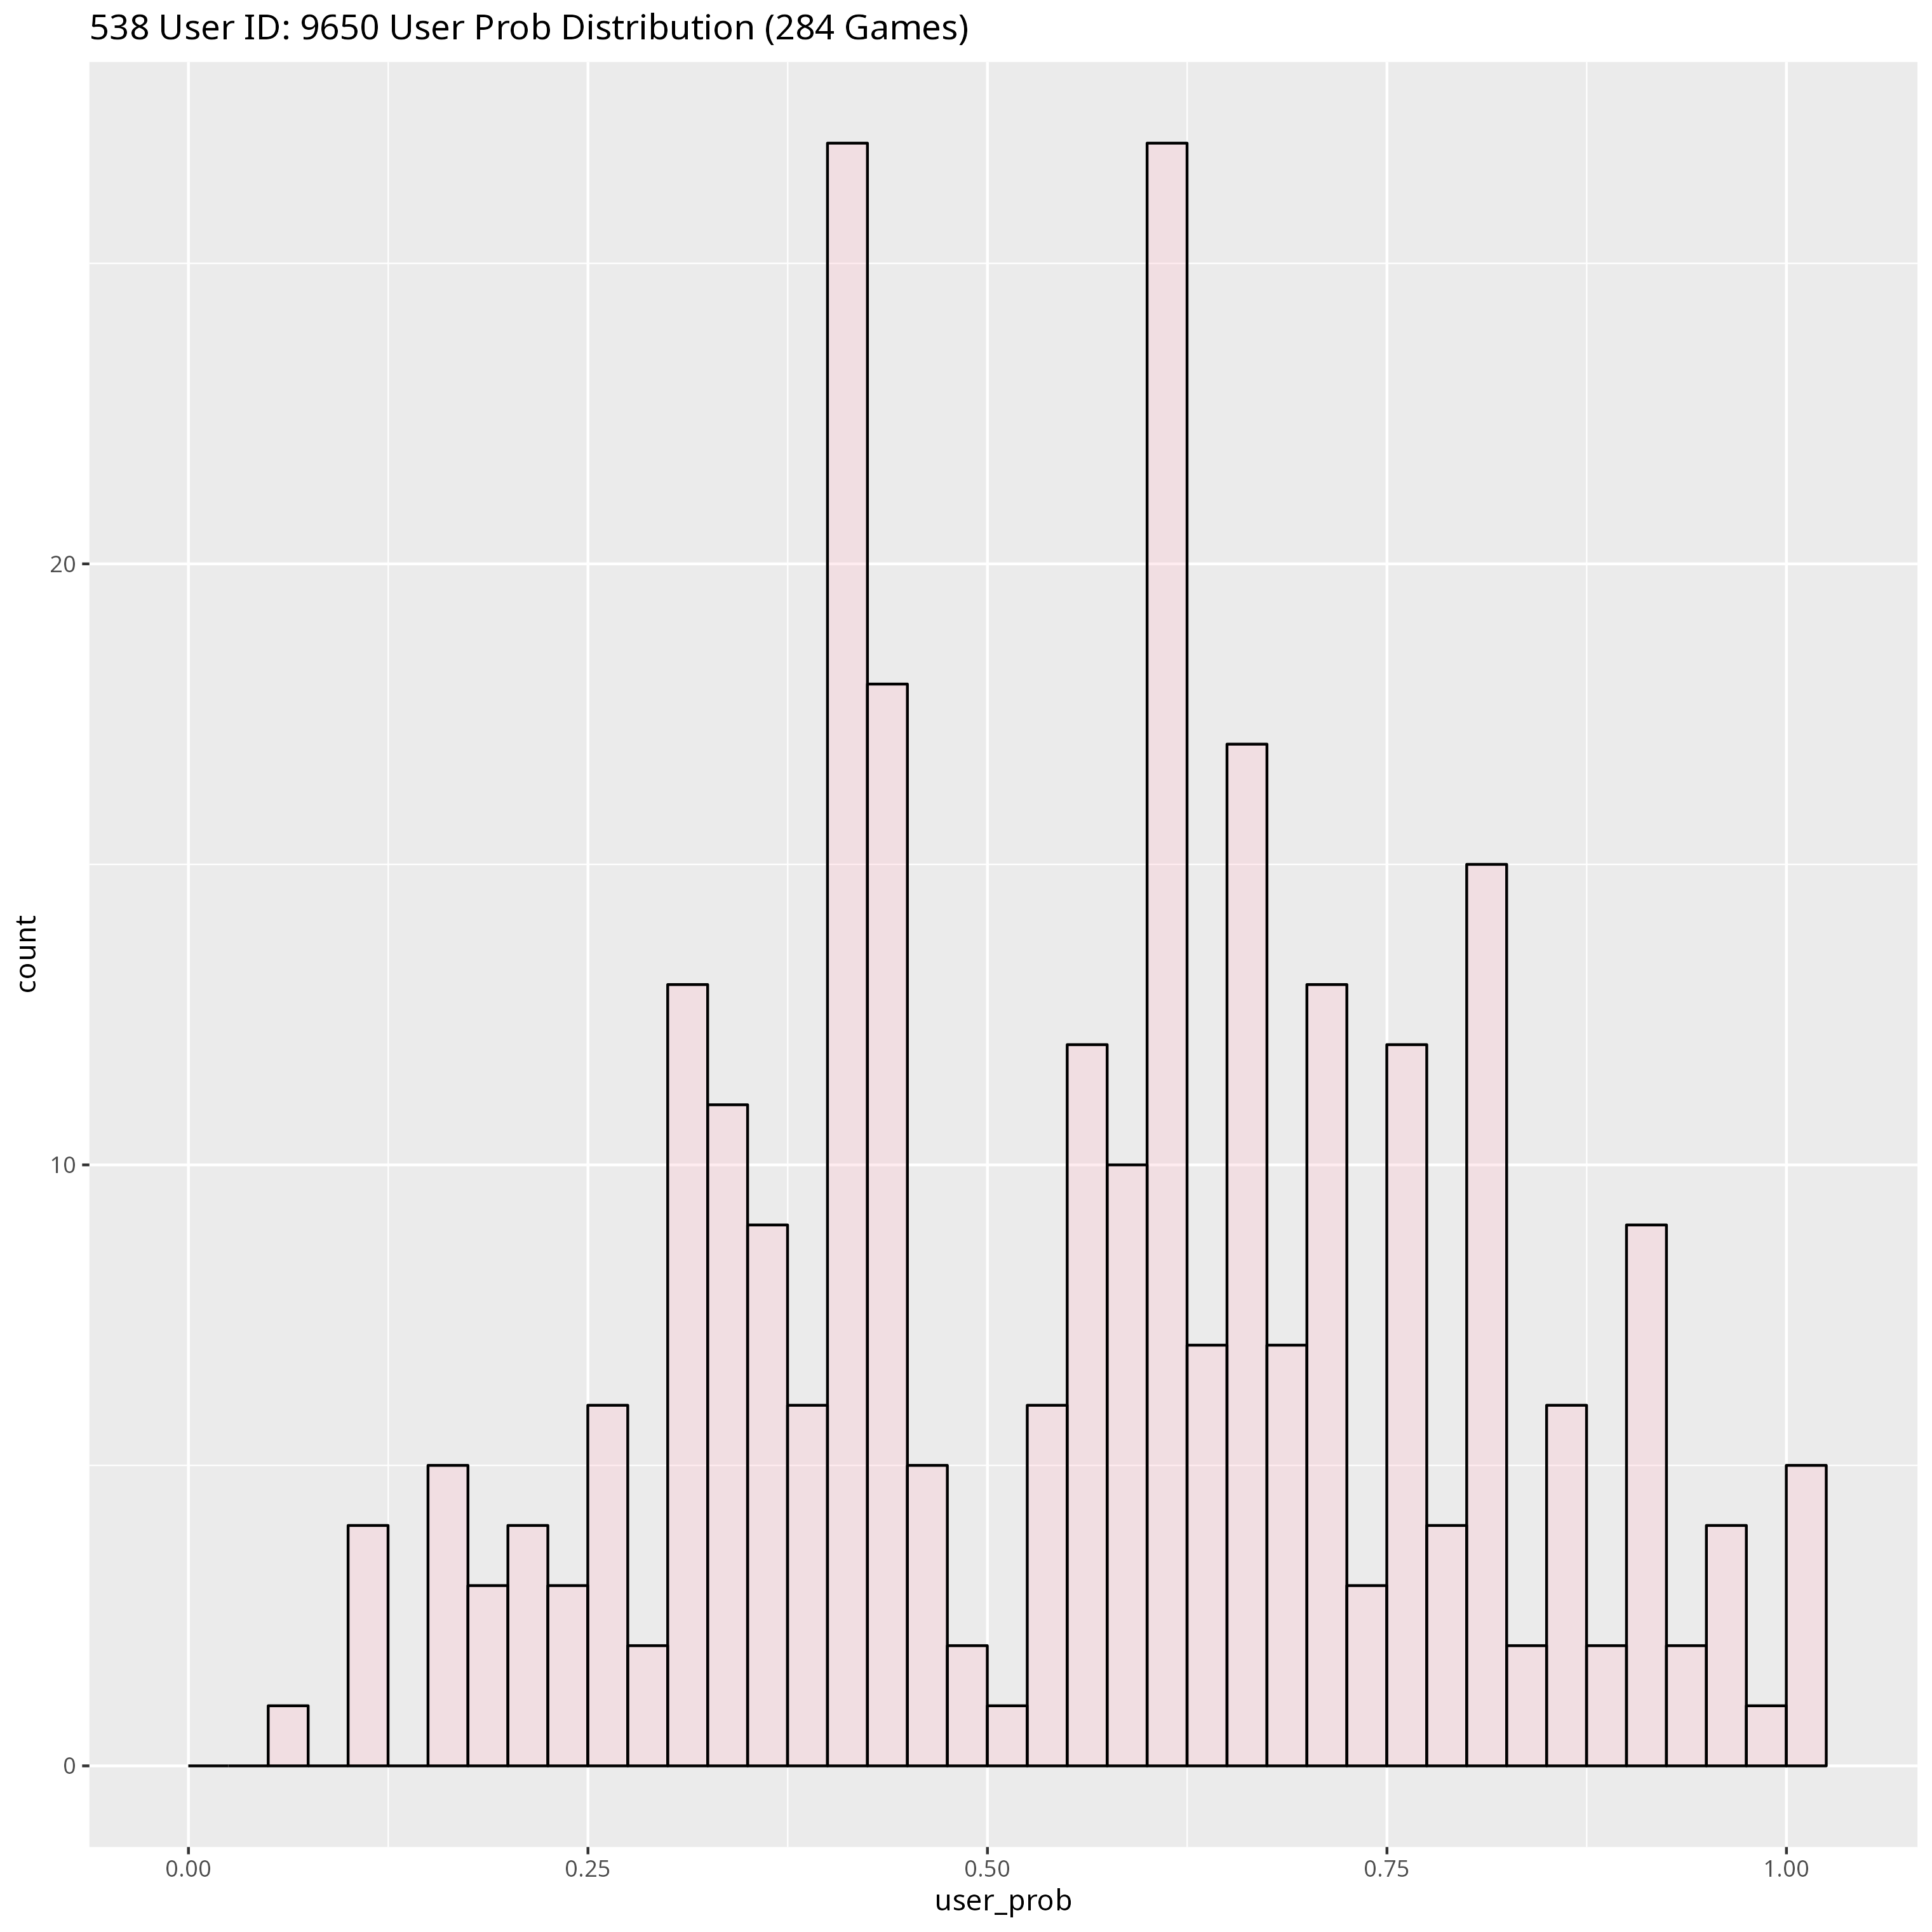 538 User ID: 9650 User Prob Distribution (284 Games)
20
10
0
count
0.00 0.25 0.50 0.75 1.00
user_prob